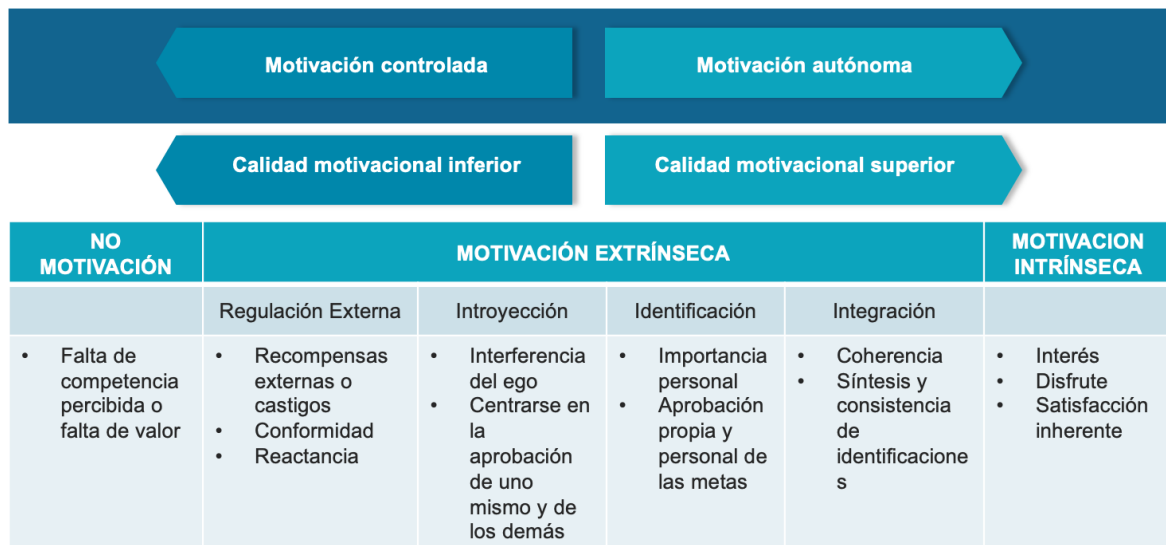 Motivación controlada
Motivación autónoma
Calidad motivacional inferior
Calidad motivacional superior
NO
MOTIVACIÓN
MOTIVACIÓN EXTRÍNSECA
MOTIVACION
INTRÍNSECA
Regulación Externa
Introyección
Identificación
Integración
• Falta de
competencia
percibida o
falta de valor
• Recompensas
externas o
castigos
• Conformidad
• Reactancia
• Interferencia
del ego
• Centrarse en
la
aprobación
de uno
mismo y de
los demás
• Importancia
personal
• Aprobación
propia y
personal de
las metas
• Coherencia
• Síntesis y
consistencia
de
identificacione
s
• Interés
• Disfrute
• Satisfacción
inherente